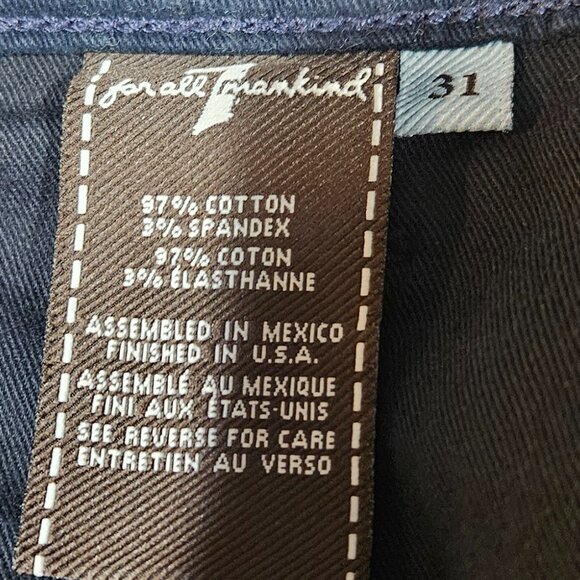 for all 7 mankind
31
97% COTTON
3% SPANDEX
97% COTON
3% ÉLASTHANNE
ASSEMBLED IN MEXICO
FINISHED IN U.S.A.
ASSEMBLÉ AU MEXIQUE
FINI AUX ÉTATS-UNIS
SEE REVERSE FOR CARE
ENTRETIEN AU VERSO